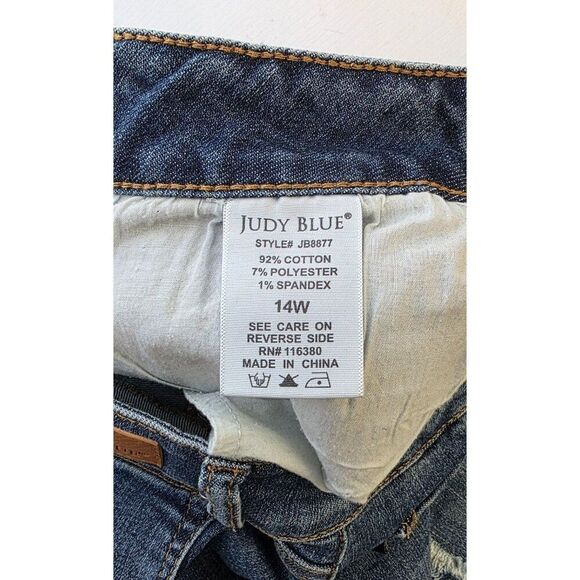 JUDY BLUE®
STYLE# JB8877
92% COTTON
7% POLYESTER
1% SPANDEX
14W
SEE CARE ON
REVERSE SIDE
RN# 116380
MADE IN CHINA